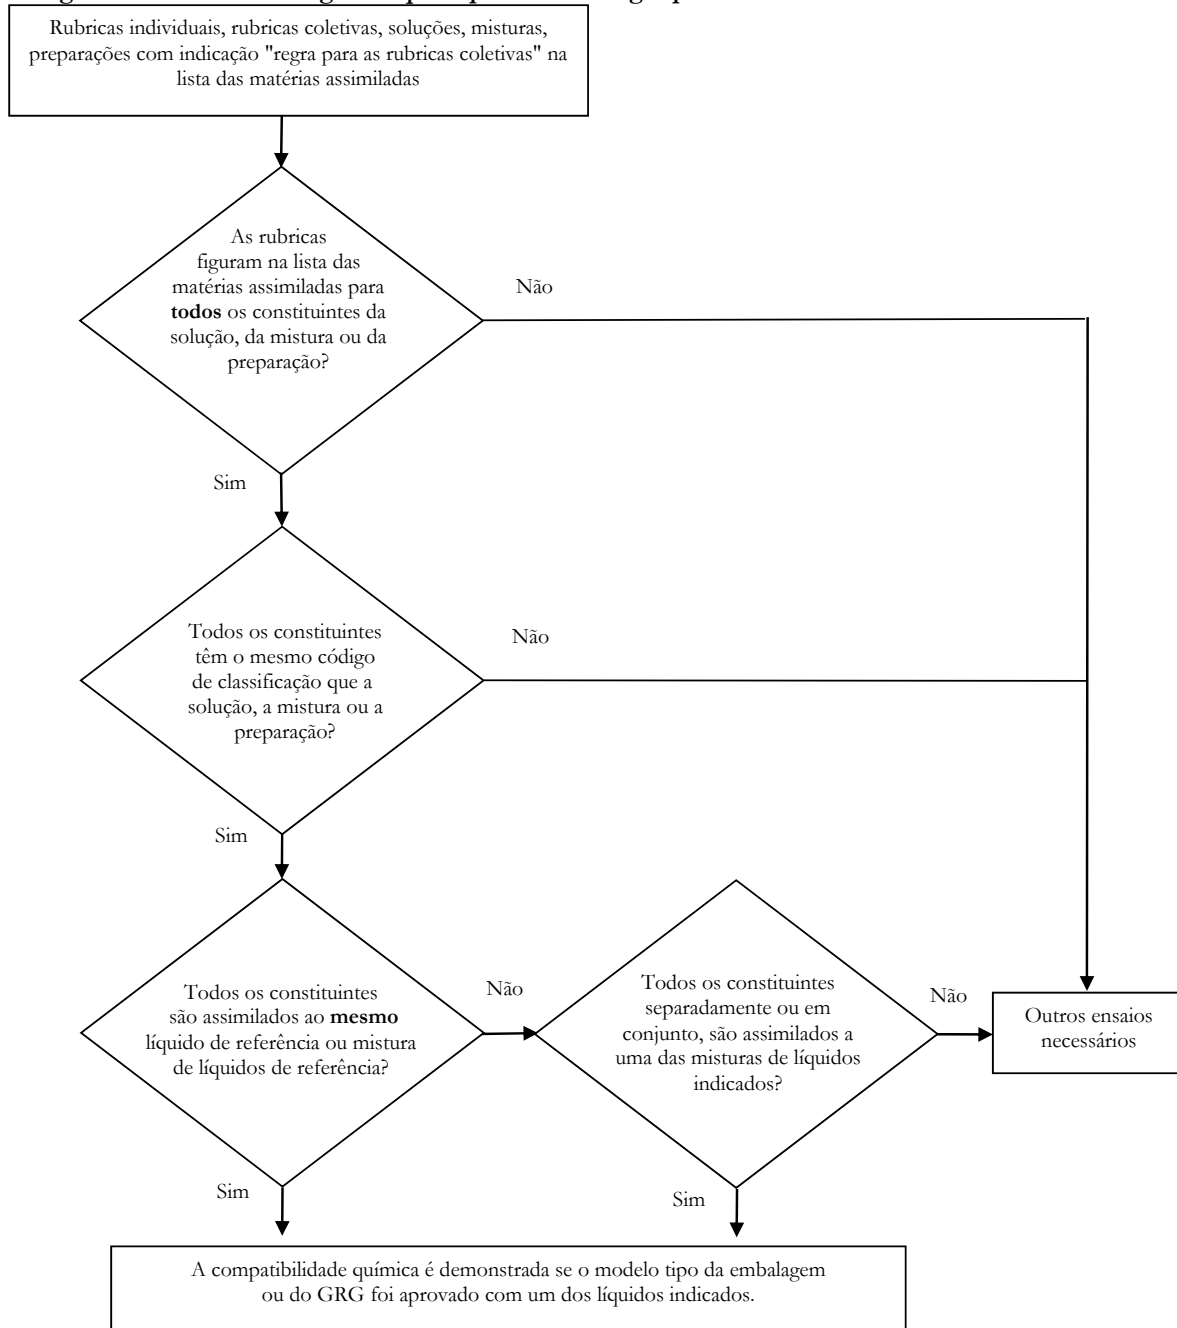 Rubricas individuais, rubricas coletivas, soluções, misturas,
preparações com indicação "regra para as rubricas coletivas" na
lista das matérias assimiladas
As rubricas
figuram na lista das
matérias assimiladas para
todos os constituintes da
solução, da mistura ou da
preparação?
Não
Sim
Todos os constituintes
têm o mesmo código
de classificação que a
solução, a mistura ou a
preparação?
Não
Sim
Todos os constituintes
são assimilados ao mesmo
líquido de referência ou mistura
de líquidos de referência?
Não
Todos os constituintes
separadamente ou em
conjunto, são assimilados a
uma das misturas de líquidos
indicados?
Não
Outros ensaios
necessários
Sim
Sim
A compatibilidade química é demonstrada se o modelo tipo da embalagem
ou do GRG foi aprovado com um dos líquidos indicados.